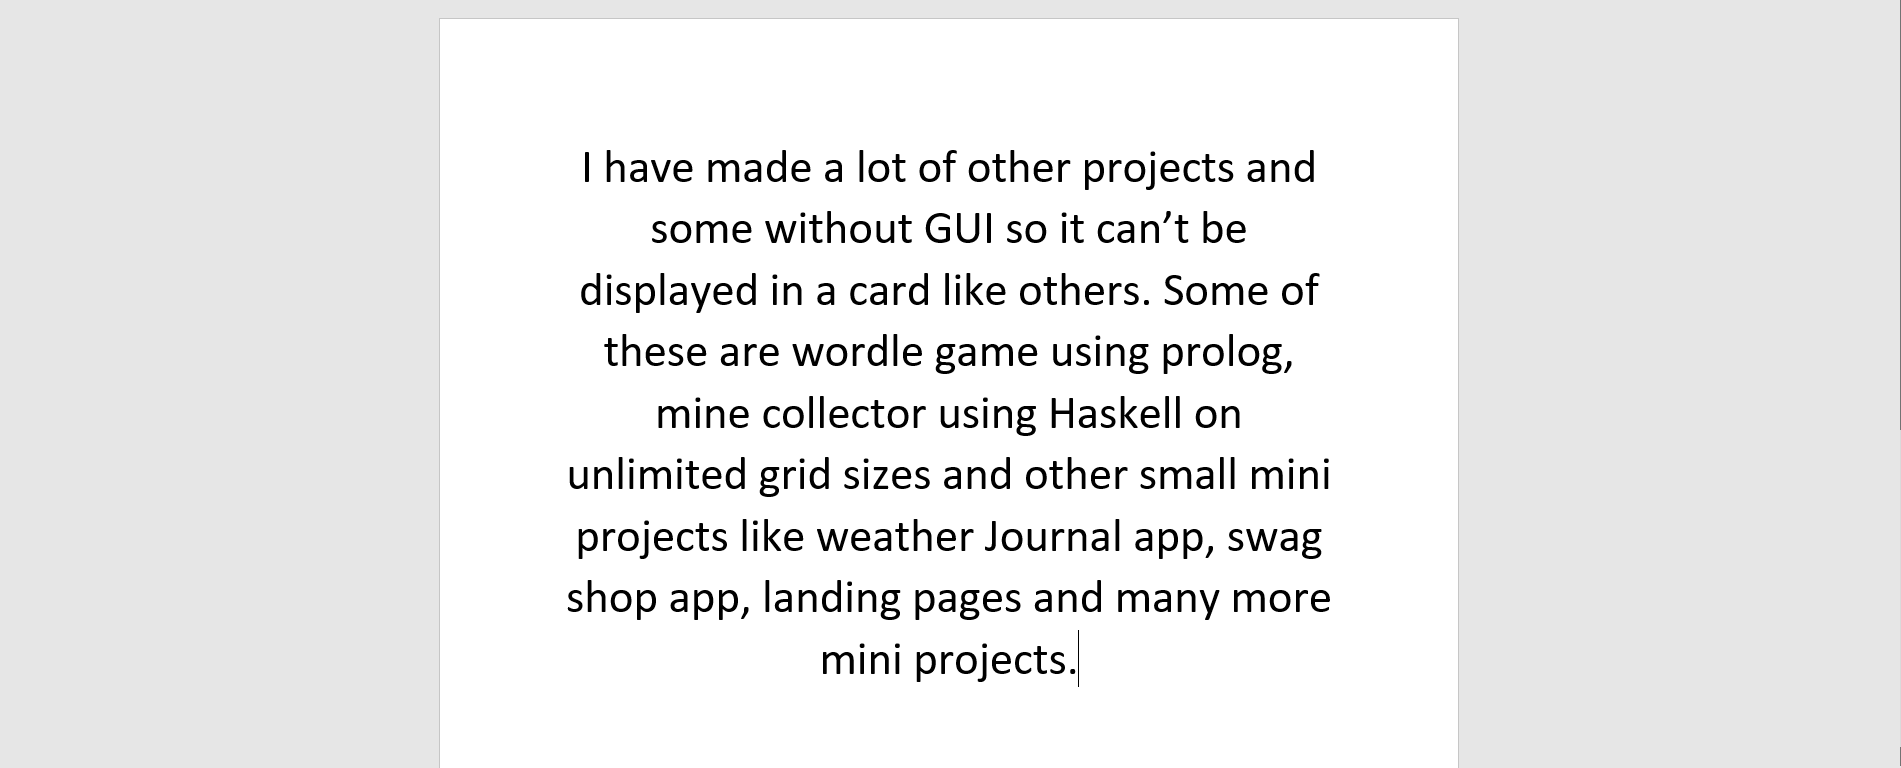 I have made a lot of other projects and
some without GUI so it can’t be
displayed in a card like others. Some of
these are wordle game using prolog,
mine collector using Haskell on
unlimited grid sizes and other small mini
projects like weather Journal app, swag
shop app, landing pages and many more
mini projects.